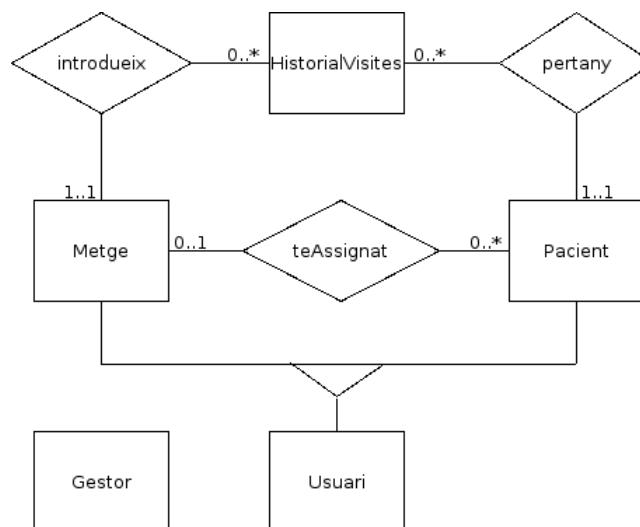 introdueix
0..*
HistorialVisites
0..*
pertany
1..1
1..1
Metge
0..1
teAssignat
0..*
Pacient
Gestor
Usuari